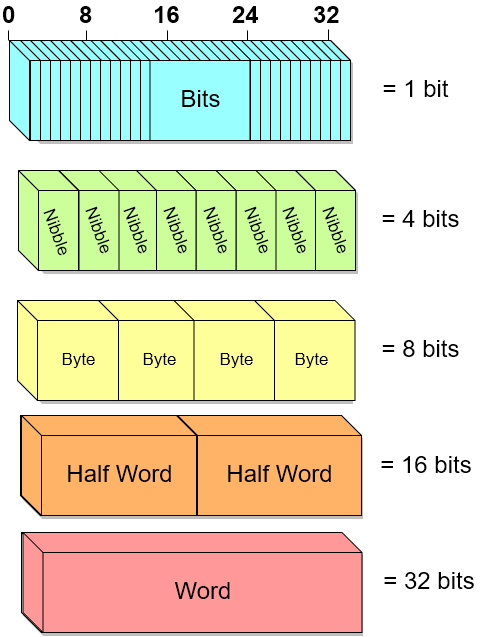 0 8 16 24 32
Bits = 1 bit
Nibble Nibble Nibble Nibble Nibble Nibble Nibble Nibble = 4 bits
Byte Byte Byte Byte = 8 bits
Half Word Half Word = 16 bits
Word = 32 bits